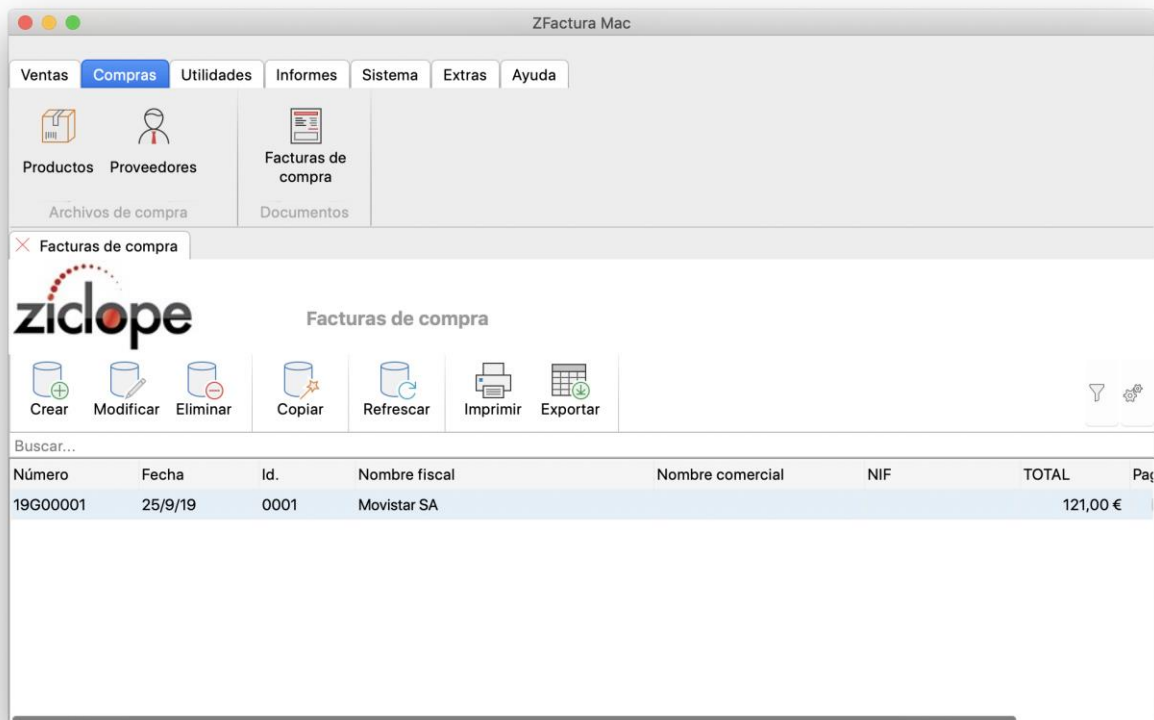 ZFactura Mac
Ventas Compras Utilidades Informes Sistema Extras Ayuda
Productos Proveedores Facturas de
compra
Archivos de compra Documentos
Facturas de compra
ziclope
Facturas de compra
Crear Modificar Eliminar Copiar Refrescar Imprimir Exportar
Buscar...
Número Fecha Id. Nombre fiscal Nombre comercial NIF TOTAL
19G00001 25/9/19 0001 Movistar SA 121,00 €